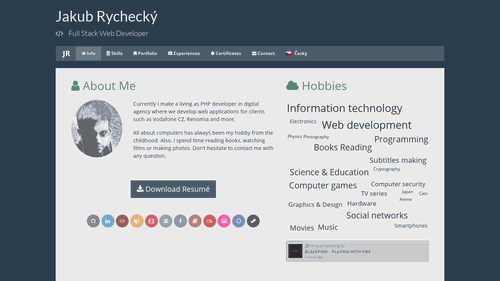 Jakub Rychecký
Full Stack Web Developer
JR Info Skills Portfolio Experiences Certificates Contact Česky
About Me
Currently I make a living as PHP developer in digital
agency where we develop web applications for clients
such as Vodafone CZ, Renomia and more.
All about computers has always been my hobby from the
childhood. Also, I spend time reading books, watching
films or making photos. Don't hesitate to contact me with
any question.
Download Resumé
Hobbies
Information technology
Electronics Web development
Physics Photography Programming
Books Reading
Subtitles making
Science & Education Cryptography
Computer games Computer security
TV series Japan Cats
Graphics & Design Hardware Anime
Social networks
Movies Music Smartphones
BLACKPINK - PLAYING WITH FIRE